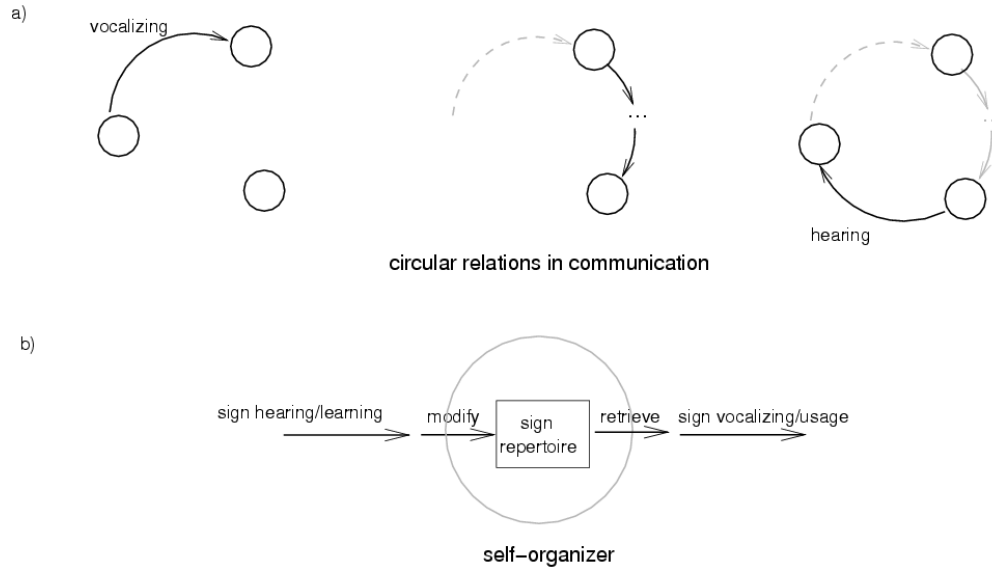 a)
vocalizing
...
...
hearing
circular relations in communication
b)
sign hearing/learning
modify
sign
repertoire
retrieve
sign vocalizing/usage
self-organizer